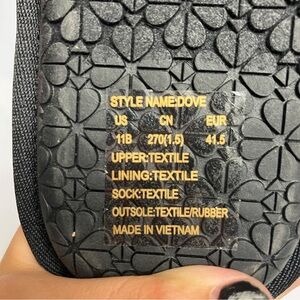 STYLE NAME:DOVE
US CN EUR
11B 270(1.5) 41.5
UPPER:TEXTILE
LINING:TEXTILE
SOCK:TEXTILE
OUTSOLE:TEXTILE/RUBBER
MADE IN VIETNAM